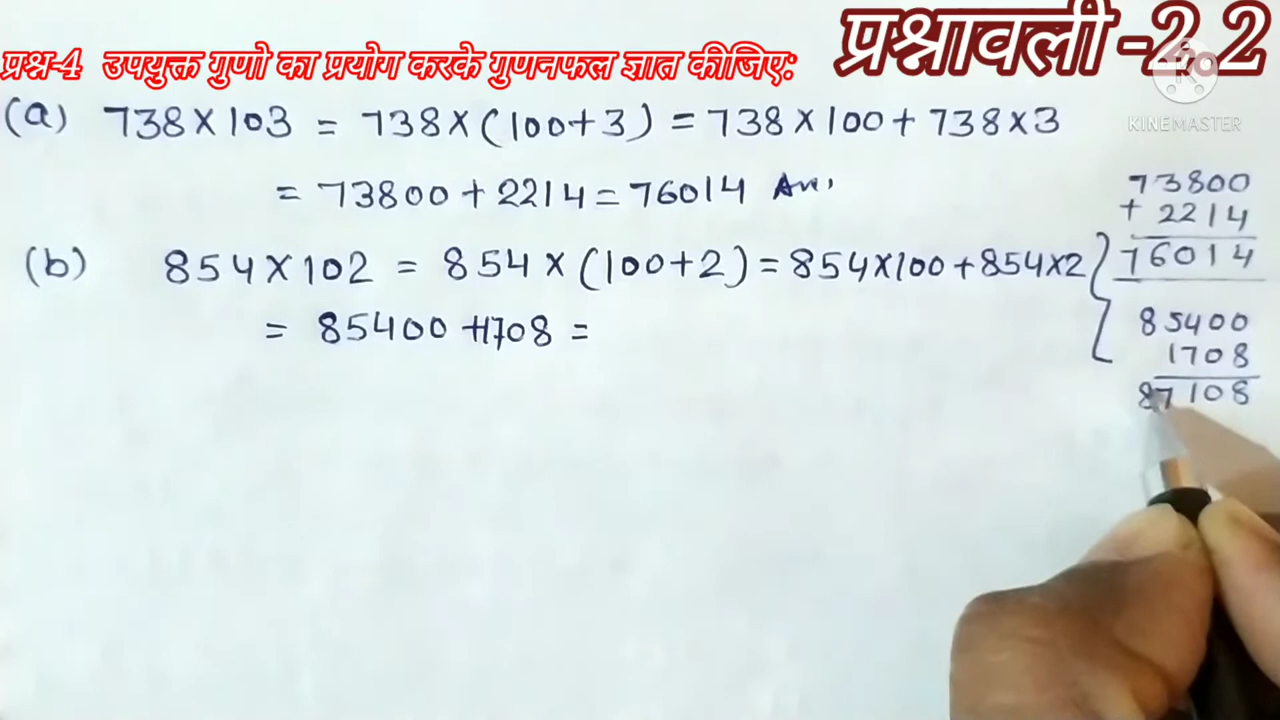 प्रश्नावली-2.2
प्रश्न-4 उपयुक्त गुणो का प्रयोग करके गुणनफल ज्ञात कीजिए:
KINEMASTER
(a) 738×103 = 738×(100+3) = 738×100+738×3
= 73800+2214=76014 Ans,
73800
+ 2214
76014
(b) 854×102 = 854×(100+2)=854×100+854×2
= 85400+1708 =
85400
1708
87108